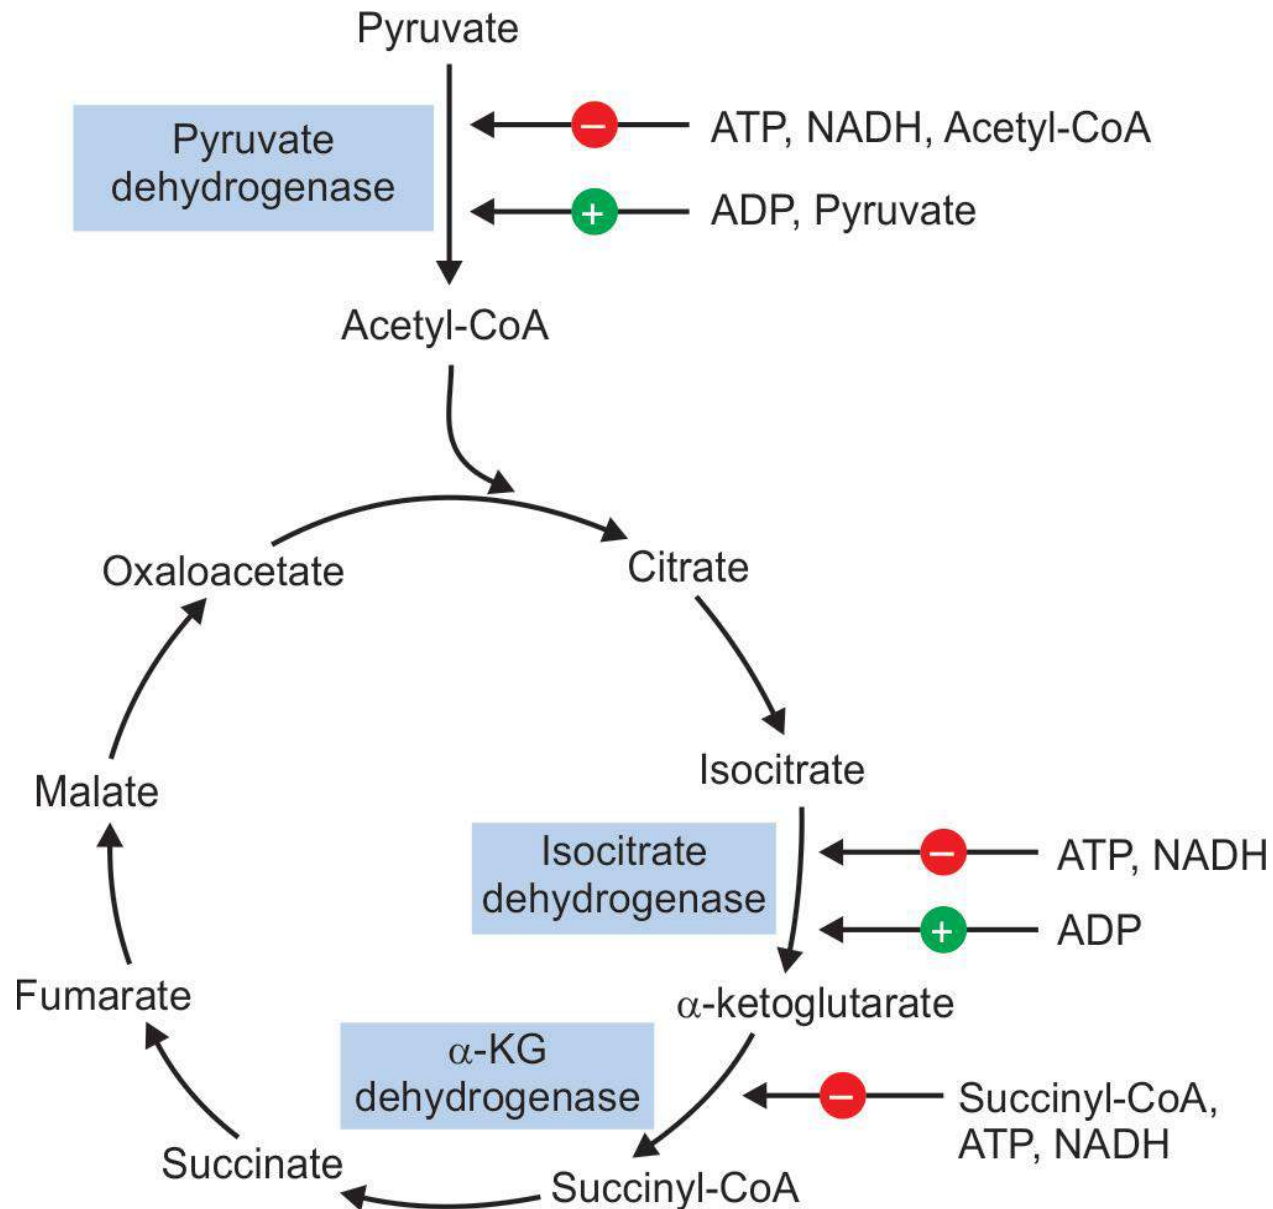 Pyruvate
Pyruvate
dehydrogenase
− ATP, NADH, Acetyl-CoA
+ ADP, Pyruvate
Acetyl-CoA
Oxaloacetate
Citrate
Malate
Isocitrate
Isocitrate
dehydrogenase
− ATP, NADH
+ ADP
Fumarate
α-ketoglutarate
α-KG
dehydrogenase
− Succinyl-CoA,
ATP, NADH
Succinate
Succinyl-CoA